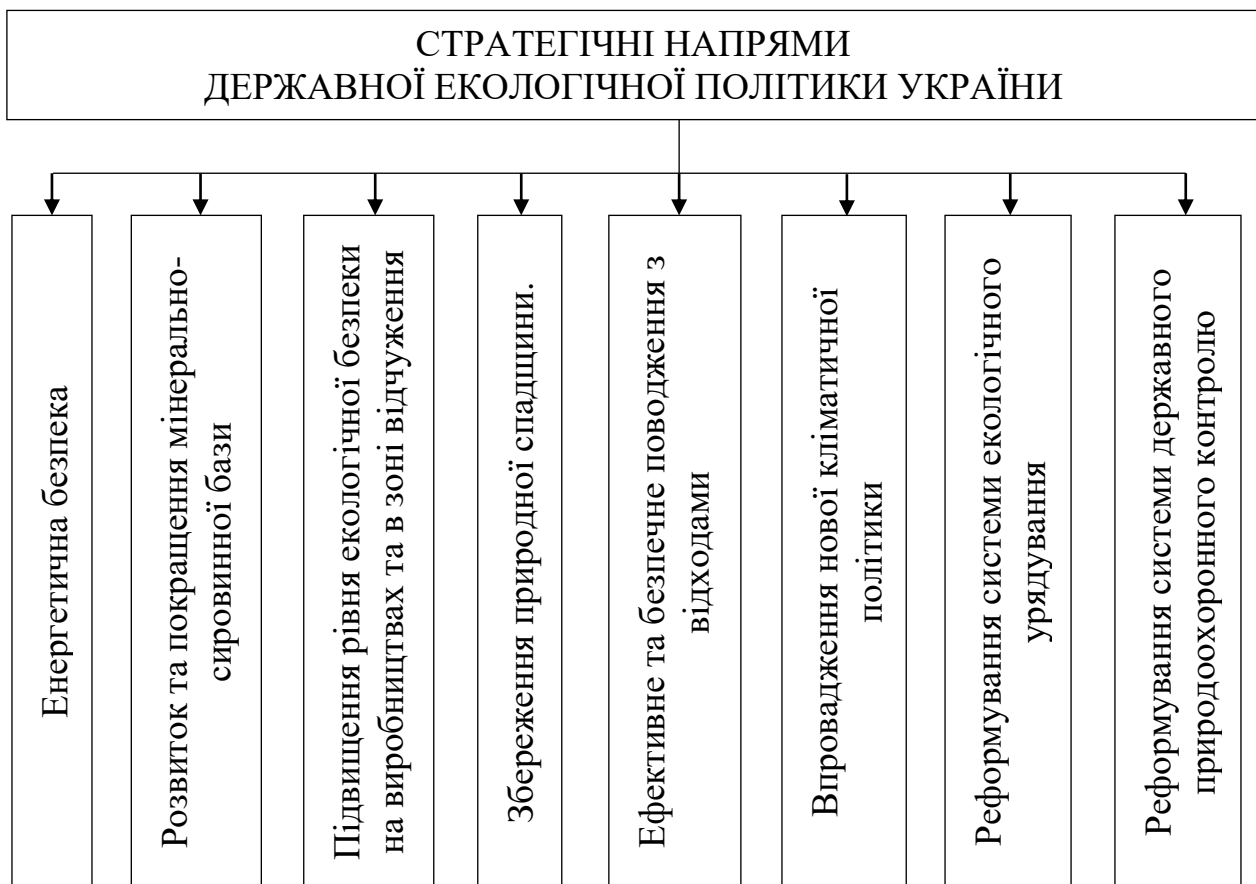 СТРАТЕГІЧНІ НАПРЯМИ
ДЕРЖАВНОЇ ЕКОЛОГІЧНОЇ ПОЛІТИКИ УКРАЇНИ
Енергетична безпека
Розвиток та покращення мінерально-
сировинної бази
Підвищення рівня екологічної безпеки
на виробництвах та в зоні відчуження
Збереження природної спадщини.
Ефективне та безпечне поводження з
відходами
Впровадження нової кліматичної
політики
Реформування системи екологічного
урядування
Реформування системи державного
природоохоронного контролю